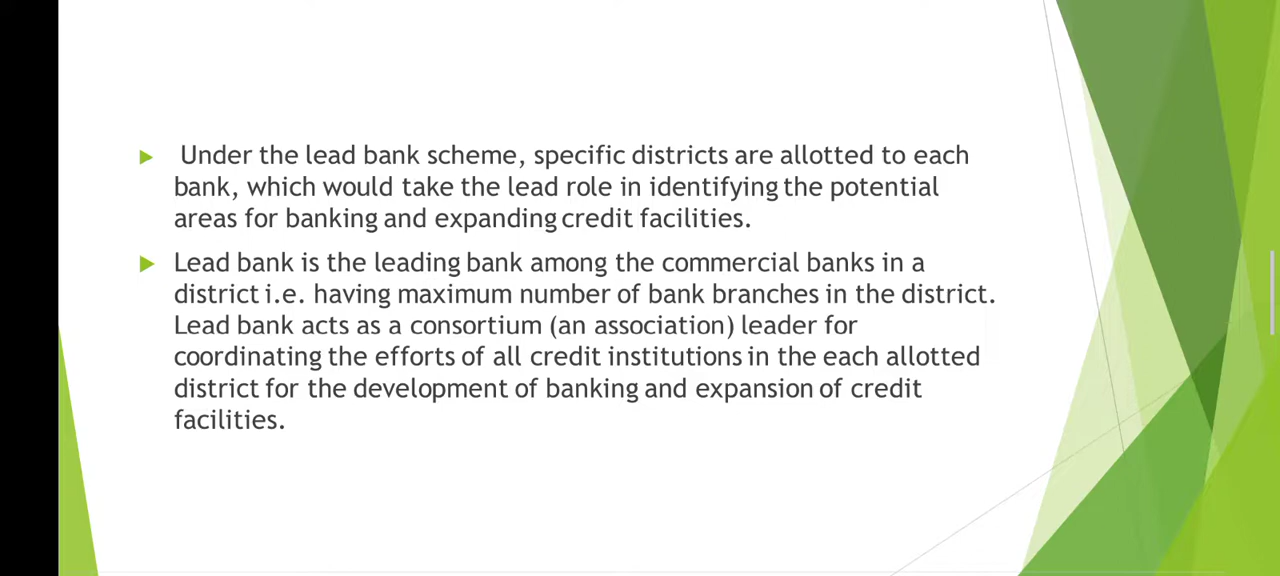 Under the lead bank scheme, specific districts are allotted to each
bank, which would take the lead role in identifying the potential
areas for banking and expanding credit facilities.
Lead bank is the leading bank among the commercial banks in a
district i.e. having maximum number of bank branches in the district.
Lead bank acts as a consortium (an association) leader for
coordinating the efforts of all credit institutions in the each allotted
district for the development of banking and expansion of credit
facilities.